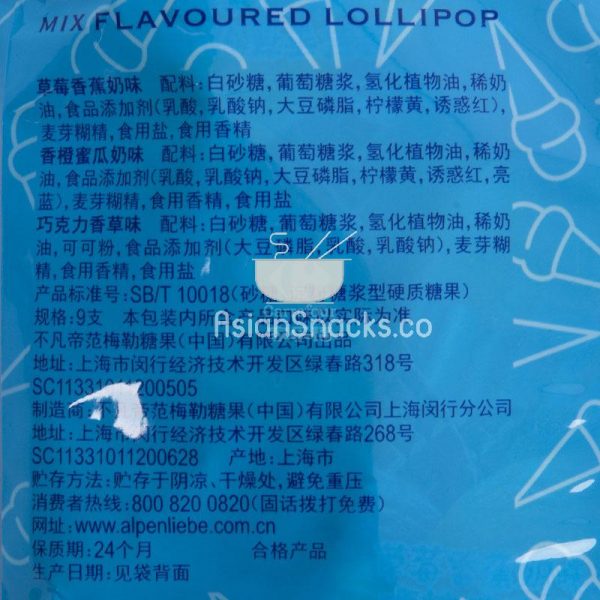 MIX FLAVOURED LOLLIPOP
草莓香蕉奶味 配料:白砂糖,葡萄糖浆,氢化植物油,稀奶
油,食品添加剂(乳酸,乳酸钠,大豆磷脂,柠檬黄,诱惑红),
麦芽糊精,食用盐,食用香精
香橙蜜瓜奶味 配料:白砂糖,葡萄糖浆,氢化植物油,稀奶
油,食品添加剂(乳酸,乳酸钠,大豆磷脂,柠檬黄,诱惑红,亮
蓝),麦芽糊精,食用香精,食用盐
巧克力香草味 配料:白砂糖,葡萄糖浆,氢化植物油,稀奶
油,可可粉,食品添加剂(大豆磷脂,乳酸,乳酸钠),麦芽糊
精,食用香精,食用盐
产品标准号:SB/T 10018(砂糖 糖浆型硬质糖果)
规格:9支 本包装内所 实际为准
AsianSnacks.co
不凡帝范梅勒糖果(中国)有限公司出品
地址:上海市闵行经济技术开发区绿春路318号
SC11331011200505
制造商:不凡帝范梅勒糖果(中国)有限公司上海闵行分公司
地址:上海市闵行经济技术开发区绿春路268号
SC11331011200628 产地:上海市
贮存方法:贮存于阴凉、干燥处,避免重压
消费者热线:800 820 0820(固话拨打免费)
网址:www.alpenliebe.com.cn
保质期:24个月 合格产品
生产日期:见袋背面